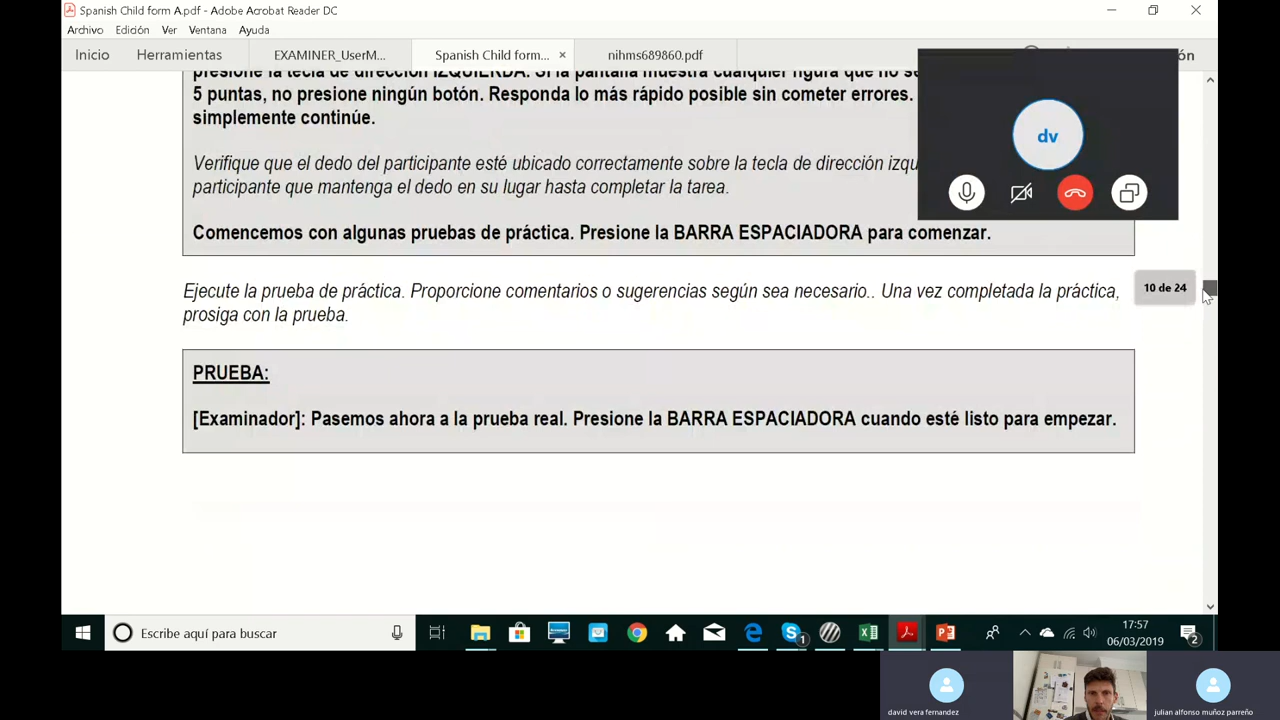 Spanish Child form A.pdf - Adobe Acrobat Reader DC
Archivo Edición Ver Ventana Ayuda
Inicio Herramientas EXAMINER_UserM... Spanish Child form... × nihms689860.pdf ón
presione la tecla de dirección IZQUIERDA. Si la pantalla muestra cualquier figura que no se
5 puntas, no presione ningún botón. Responda lo más rápido posible sin cometer errores.
simplemente continúe.
Verifique que el dedo del participante esté ubicado correctamente sobre la tecla de dirección izqu
participante que mantenga el dedo en su lugar hasta completar la tarea.
Comencemos con algunas pruebas de práctica. Presione la BARRA ESPACIADORA para comenzar.
dv
Ejecute la prueba de práctica. Proporcione comentarios o sugerencias según sea necesario.. Una vez completada la práctica,
prosiga con la prueba.
10 de 24
PRUEBA:
[Examinador]: Pasemos ahora a la prueba real. Presione la BARRA ESPACIADORA cuando esté listo para empezar.
Escribe aquí para buscar
1
17:57
06/03/2019
2
david vera fernandez
julian alfonso muñoz parreño